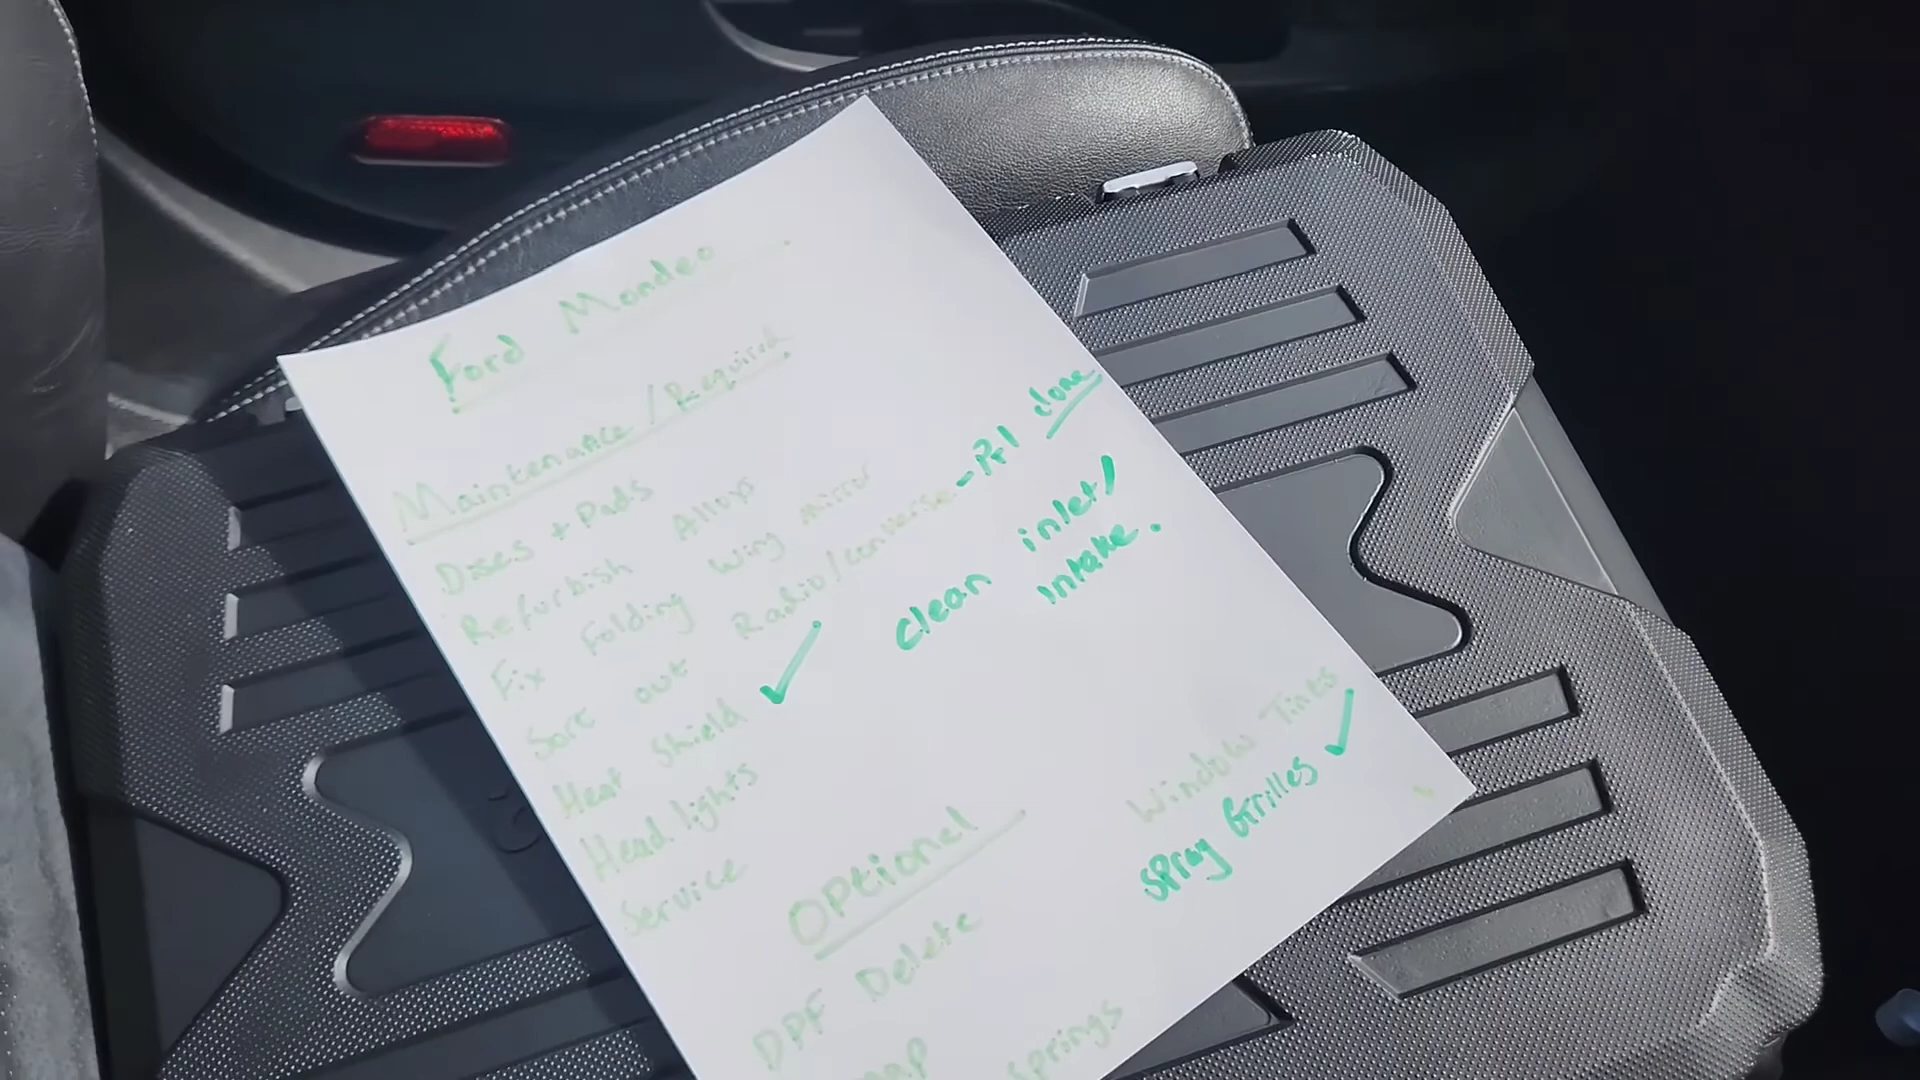 Ford Mondeo
Maintenance / Required
Discs + Pads
Refurbish Alloys
Fix Folding Wing Mirror
Sort out Radio/converse - Pt1 done
Heat Shield ✓
Head lights
Service
clean inlet/
intake.
Optional
DPF Delete
springs
Window Tints
spray Grilles ✓